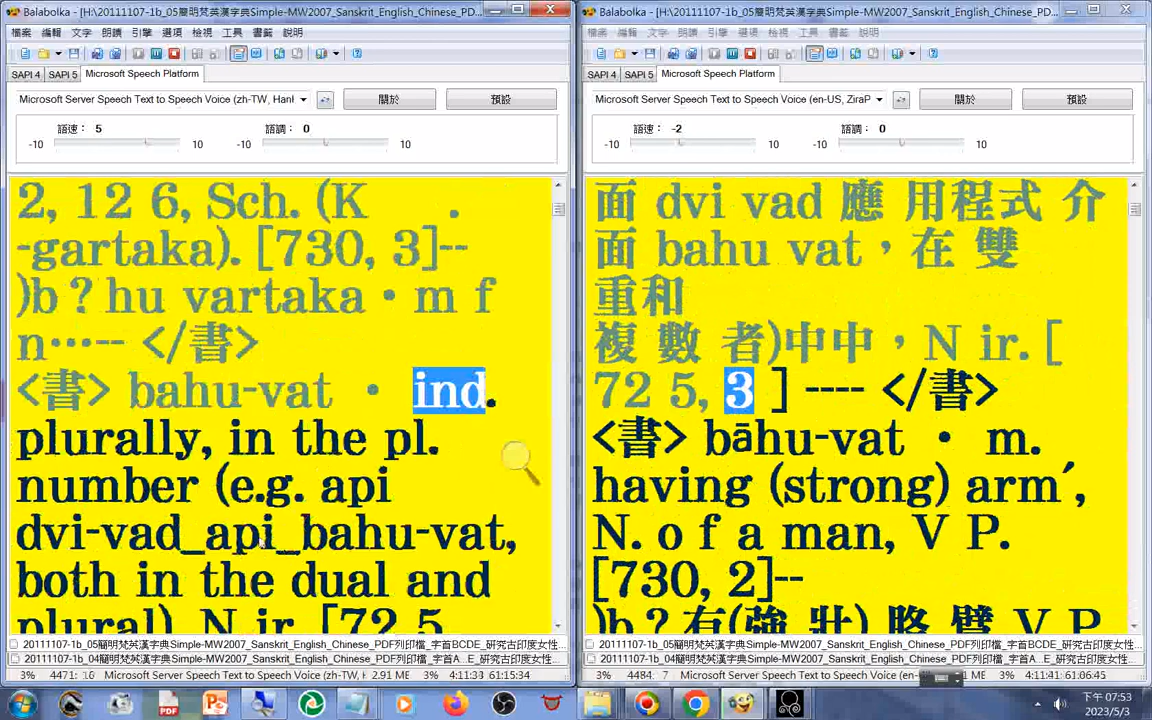 Balabolka - [H:\20111107-1b_05簡明梵英漢字典Simple-MW2007_Sanskrit_English_Chinese_PD...
檔案 編輯 文字 朗讀 引擎 選項 檢視 工具 書籤 說明
SAPI 4 SAPI 5 Microsoft Speech Platform
Microsoft Server Speech Text to Speech Voice (zh-TW, HanH
關於 預設
語速： 5 語調： 0
-10 10 -10 10
2, 12 6, Sch. (K .
-gartaka). [730, 3]--
)b？hu vartaka・m f
n…-- </書>
<書> bahu-vat ・ ind.
plurally, in the pl.
number (e.g. api
dvi-vad_api_bahu-vat,
both in the dual and
plural), N ir. [72 5,
20111107-1b_05簡明梵英漢字典Simple-MW2007_Sanskrit_English_Chinese_PDF列印檔_字首BCDE_研究古印度女性...
20111107-1b_04簡明梵英漢字典Simple-MW2007_Sanskrit_English_Chinese_PDF列印檔_字首A...E_研究古印度女性...
3% 4471: 16 Microsoft Server Speech Text to Speech Voice (zh-TW, 2.91 ME 3% 4:11:33 61:15:34
Balabolka - [H:\20111107-1b_05簡明梵英漢字典Simple-MW2007_Sanskrit_English_Chinese_PD...
檔案 編輯 文字 朗讀 引擎 選項 檢視 工具 書籤 說明
SAPI 4 SAPI 5 Microsoft Speech Platform
Microsoft Server Speech Text to Speech Voice (en-US, ZiraP
關於 預設
語速： -2 語調： 0
-10 10 -10 10
面 dvi vad 應 用程式 介
面 bahu vat，在 雙
重和
複 數 者)中中，N ir. [
72 5, 3 ] ---- </書>
<書> bāhu-vat ・ m.
having (strong) arm´,
N. o f a man, V P.
[730, 2]--
)b？有(強 壯) 略 臂 V P
20111107-1b_05簡明梵英漢字典Simple-MW2007_Sanskrit_English_Chinese_PDF列印檔_字首BCDE_研究古印度女性...
20111107-1b_04簡明梵英漢字典Simple-MW2007_Sanskrit_English_Chinese_PDF列印檔_字首A...E_研究古印度女性...
3% 4484: 7 Microsoft Server Speech Text to Speech Voice (en-US, ME 3% 4:11:41 61:06:45
下午 07:53
2023/5/3